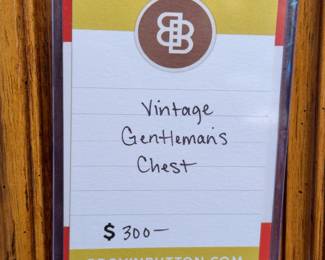 Vintage
Gentleman's
Chest
$ 300—